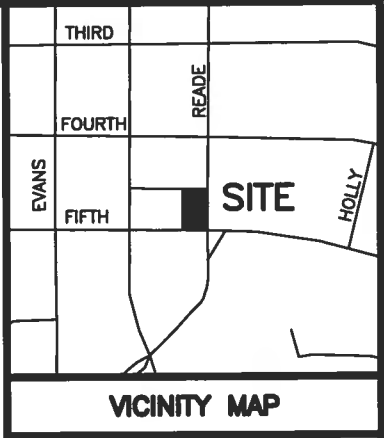 THIRD
READE
FOURTH
EVANS
SITE
HOLLY
FIFTH
VICINITY MAP